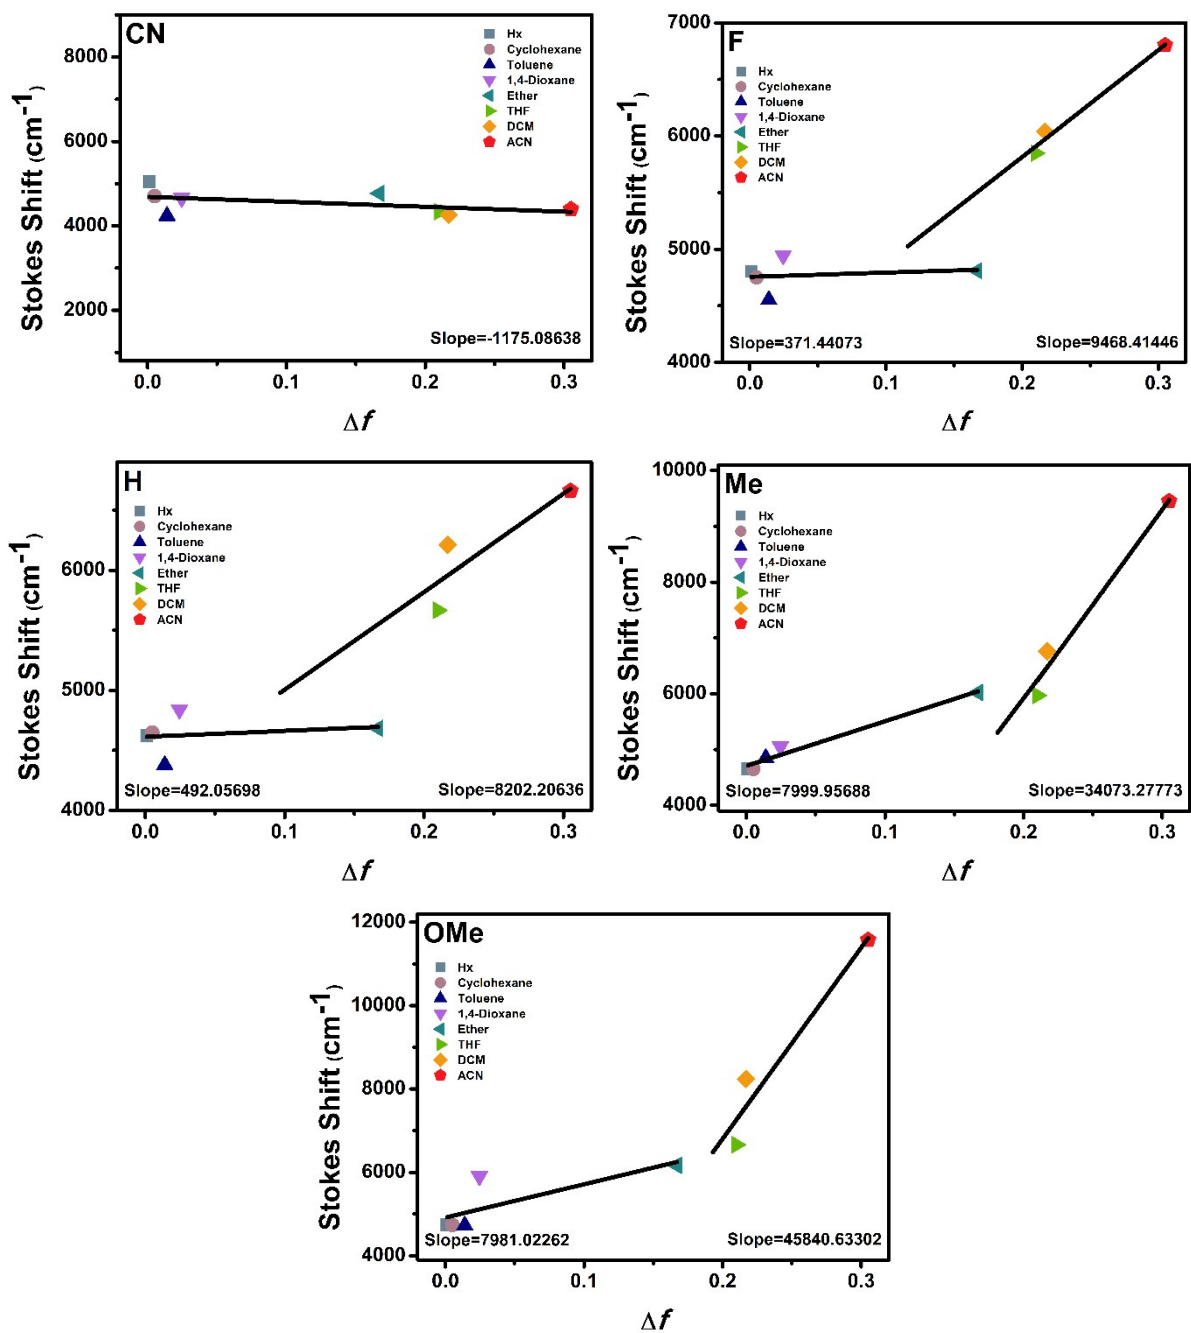 CN
Hx
Cyclohexane
Toluene
1,4-Dioxane
Ether
THF
DCM
ACN
8000
6000
4000
2000
Stokes Shift (cm-1)
Slope=-1175.08638
0.0 0.1 0.2 0.3
Δf
F
Hx
Cyclohexane
Toluene
1,4-Dioxane
Ether
THF
DCM
ACN
7000
6000
5000
4000
Stokes Shift (cm-1)
Slope=371.44073 Slope=9468.41446
0.0 0.1 0.2 0.3
Δf
H
Hx
Cyclohexane
Toluene
1,4-Dioxane
Ether
THF
DCM
ACN
6000
5000
4000
Stokes Shift (cm-1)
Slope=492.05698 Slope=8202.20636
0.0 0.1 0.2 0.3
Δf
Me
Hx
Cyclohexane
Toluene
1,4-Dioxane
Ether
THF
DCM
ACN
10000
8000
6000
4000
Stokes Shift (cm-1)
Slope=7999.95688 Slope=34073.27773
0.0 0.1 0.2 0.3
Δf
OMe
Hx
Cyclohexane
Toluene
1,4-Dioxane
Ether
THF
DCM
ACN
12000
10000
8000
6000
4000
Stokes Shift (cm-1)
Slope=7981.02262 Slope=45840.63302
0.0 0.1 0.2 0.3
Δf